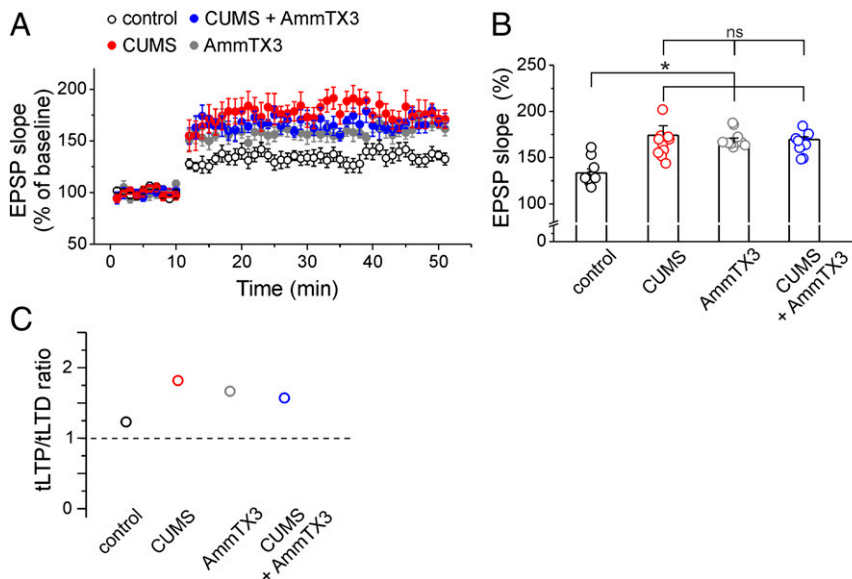 A
control
CUMS + AmmTX3
CUMS
AmmTX3
EPSP slope
(% of baseline)
200
150
100
50
0
10
20
30
40
50
Time (min)
B
ns
*
EPSP slope (%)
250
200
150
100
0
control
CUMS
AmmTX3
CUMS
+ AmmTX3
C
tLTP/tLTD ratio
2
1
0
control
CUMS
AmmTX3
CUMS
+ AmmTX3